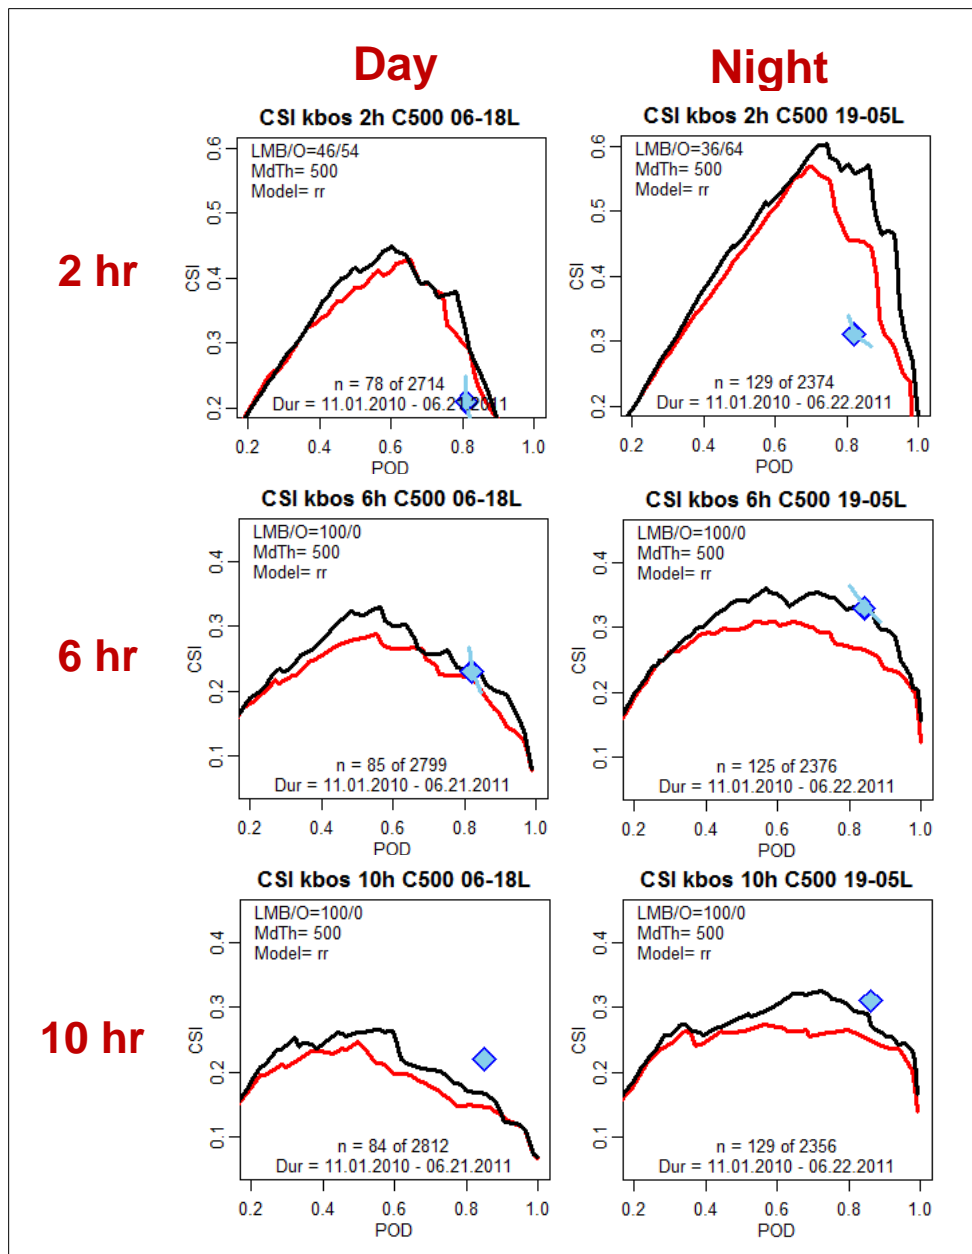 Day
Night
2 hr
CSI kbos 2h C500 06-18L
LMB/O=46/54
MdTh= 500
Model= rr
n = 78 of 2714
Dur = 11.01.2010 - 06.21.2011
0.2 0.3 0.4 0.5 0.6
CSI
0.2 0.4 0.6 0.8 1.0
POD
CSI kbos 2h C500 19-05L
LMB/O=36/64
MdTh= 500
Model= rr
n = 129 of 2374
Dur = 11.01.2010 - 06.22.2011
0.2 0.3 0.4 0.5 0.6
CSI
0.2 0.4 0.6 0.8 1.0
POD
6 hr
CSI kbos 6h C500 06-18L
LMB/O=100/0
MdTh= 500
Model= rr
n = 85 of 2799
Dur = 11.01.2010 - 06.21.2011
0.1 0.2 0.3 0.4
CSI
0.2 0.4 0.6 0.8 1.0
POD
CSI kbos 6h C500 19-05L
LMB/O=100/0
MdTh= 500
Model= rr
n = 125 of 2376
Dur = 11.01.2010 - 06.22.2011
0.1 0.2 0.3 0.4
CSI
0.2 0.4 0.6 0.8 1.0
POD
10 hr
CSI kbos 10h C500 06-18L
LMB/O=100/0
MdTh= 500
Model= rr
n = 84 of 2812
Dur = 11.01.2010 - 06.21.2011
0.1 0.2 0.3 0.4
CSI
0.2 0.4 0.6 0.8 1.0
POD
CSI kbos 10h C500 19-05L
LMB/O=100/0
MdTh= 500
Model= rr
n = 129 of 2356
Dur = 11.01.2010 - 06.22.2011
0.1 0.2 0.3 0.4
CSI
0.2 0.4 0.6 0.8 1.0
POD